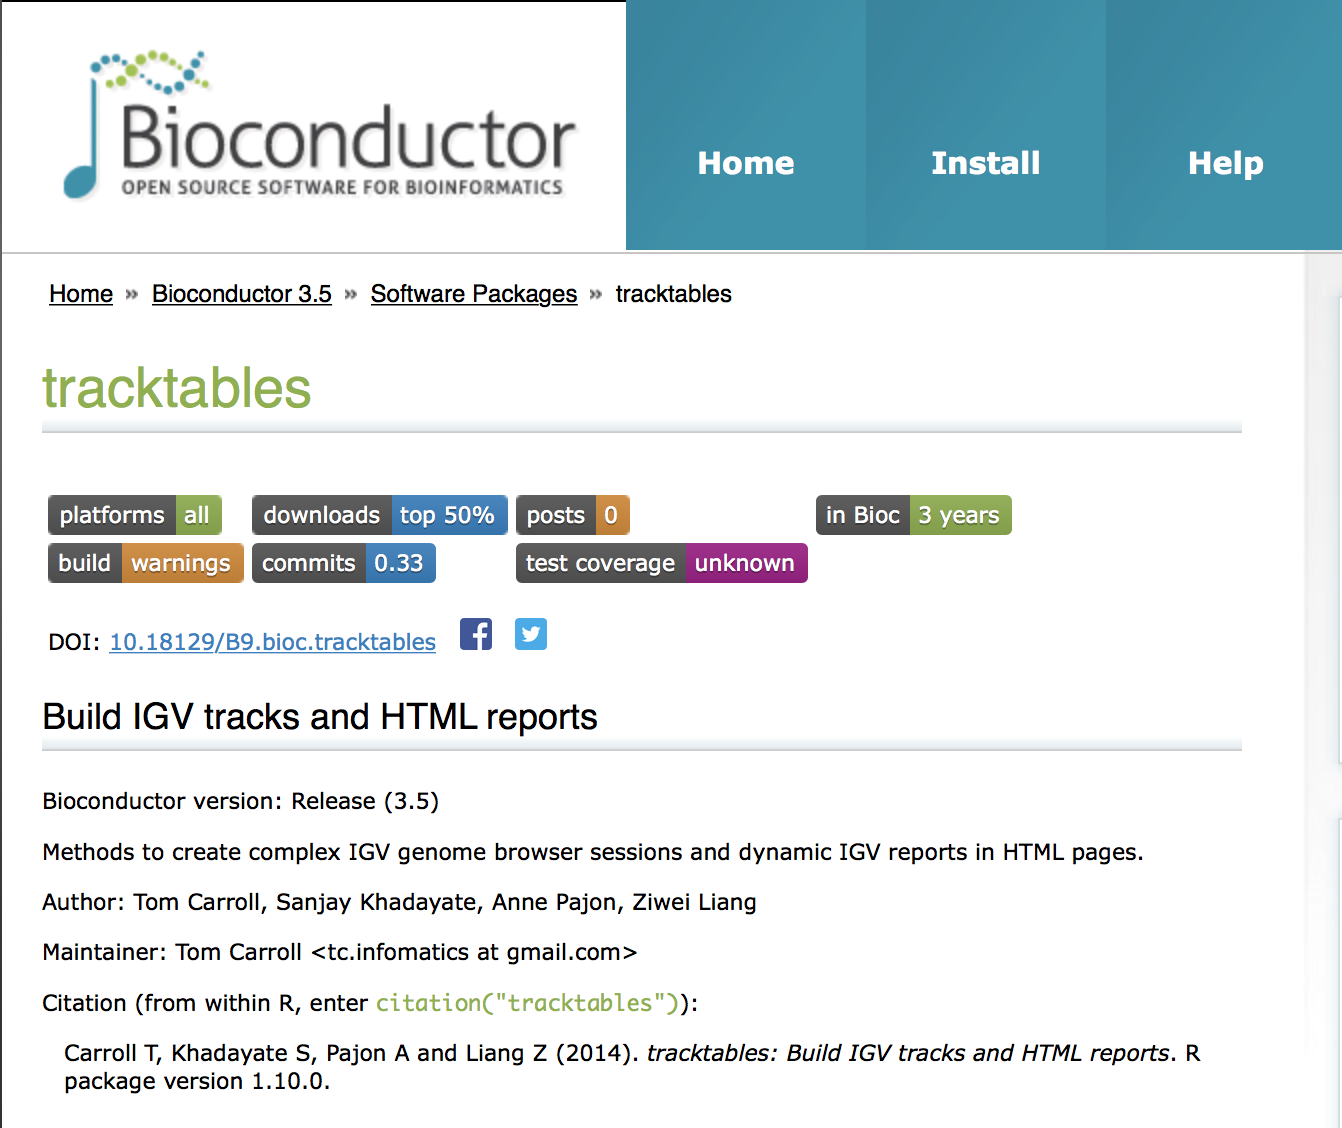 Bioconductor
OPEN SOURCE SOFTWARE FOR BIOINFORMATICS
Home Install Help
Home » Bioconductor 3.5 » Software Packages » tracktables
tracktables
platforms all downloads top 50% posts 0 in Bioc 3 years
build warnings commits 0.33 test coverage unknown
DOI: 10.18129/B9.bioc.tracktables
Build IGV tracks and HTML reports
Bioconductor version: Release (3.5)
Methods to create complex IGV genome browser sessions and dynamic IGV reports in HTML pages.
Author: Tom Carroll, Sanjay Khadayate, Anne Pajon, Ziwei Liang
Maintainer: Tom Carroll <tc.infomatics at gmail.com>
Citation (from within R, enter citation("tracktables")):
Carroll T, Khadayate S, Pajon A and Liang Z (2014). tracktables: Build IGV tracks and HTML reports. R
package version 1.10.0.